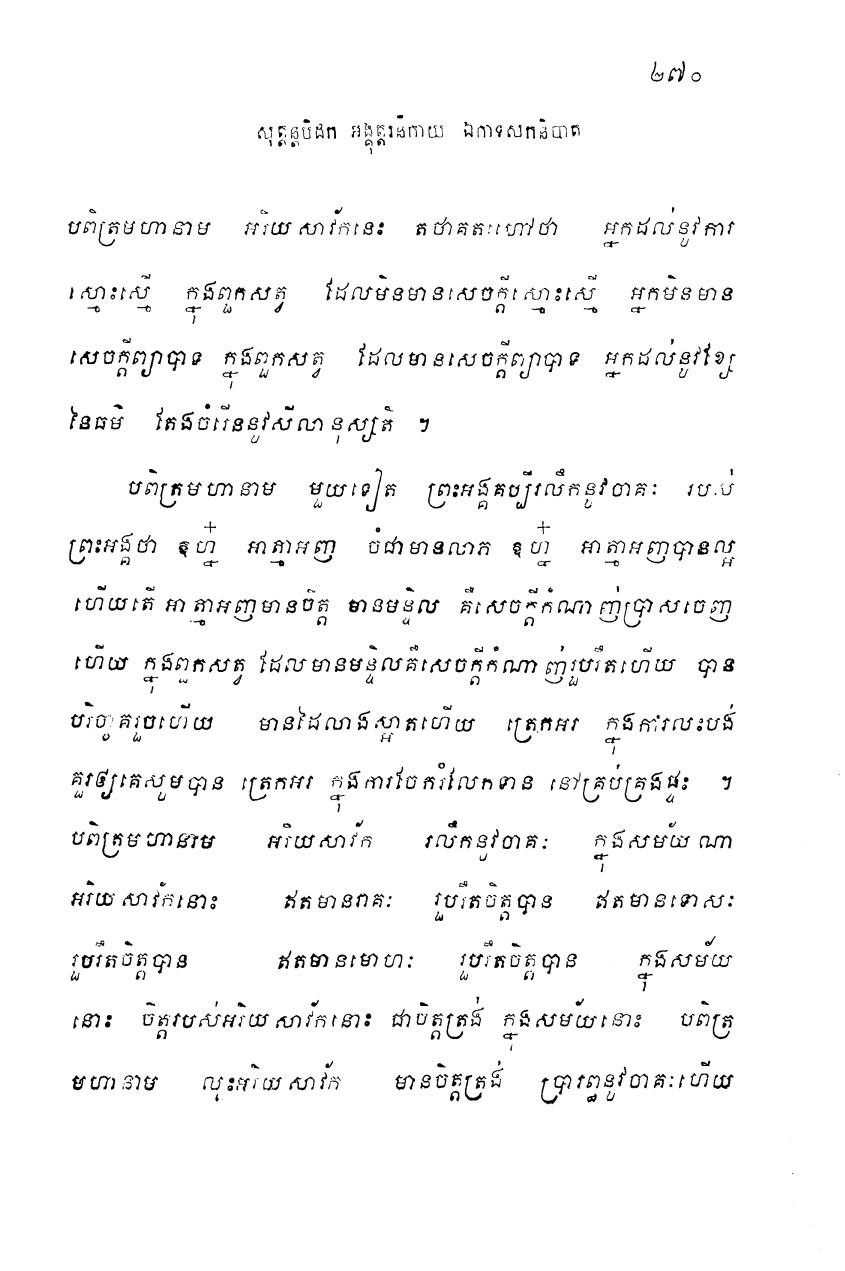 ២៧០
សុត្តន្តបិដក អង្គុត្តរនិកាយ ឯកាទសកនិបាត
បពិត្រមហានាម អរិយសាវ័កនេះ តថាគតហៅថា អ្នកដល់នូវការ
ស្មោះស្មើ ក្នុងពួកសត្វ ដែលមិនមានសេចក្តីស្មោះស្មើ អ្នកមិនមាន
សេចក្តីព្យាបាទ ក្នុងពួកសត្វ ដែលមានសេចក្តីព្យាបាទ អ្នកដល់នូវខ្សែ
នៃធម៌ តែងចំរើននូវសីលានុស្សតិ ។
បពិត្រមហានាម មួយទៀត ព្រះអង្គគប្បីរលឹកនូវចាគៈ របស់
ព្រះអង្គថា ឱហ្ន៎ អាត្មាអញ ចំជាមានលាភ ឱហ្ន៎ អាត្មាអញបានល្អ
ហើយតើ អាត្មាអញមានចិត្ត មានមន្ទិល គឺសេចក្តីកំណាញ់ប្រាសចេញ
ហើយ ក្នុងពួកសត្វ ដែលមានមន្ទិលគឺសេចក្តីកំណាញ់រួបរឹតហើយ បាន
បរិច្ចាគរួចហើយ មានដៃលាងស្អាតហើយ ត្រេកអរ ក្នុងការលះបង់
គួរឲ្យគេសូមបាន ត្រេកអរ ក្នុងការចែករំលែកទាន នៅគ្រប់គ្រងផ្ទះ ។
បពិត្រមហានាម អរិយសាវ័ក រលឹកនូវចាគៈ ក្នុងសម័យណា
អរិយសាវ័កនោះ ឥតមានរាគៈ រួបរឹតចិត្តបាន ឥតមានទោសៈ
រួបរឹតចិត្តបាន ឥតមានមោហៈ រួបរឹតចិត្តបាន ក្នុងសម័យ
នោះ ចិត្តរបស់អរិយសាវ័កនោះ ជាចិត្តត្រង់ ក្នុងសម័យនោះ បពិត្រ
មហានាម លុះអរិយសាវ័ក មានចិត្តត្រង់ ប្រារព្ធនូវចាគៈហើយ